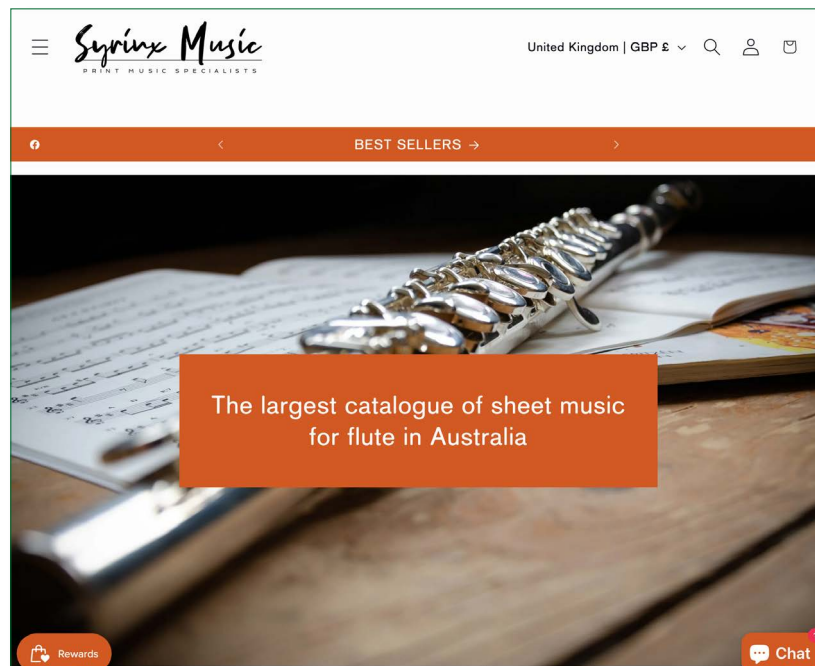 Syrinx Music
PRINT MUSIC SPECIALISTS
United Kingdom | GBP £
BEST SELLERS →
The largest catalogue of sheet music
for flute in Australia
Rewards
Chat